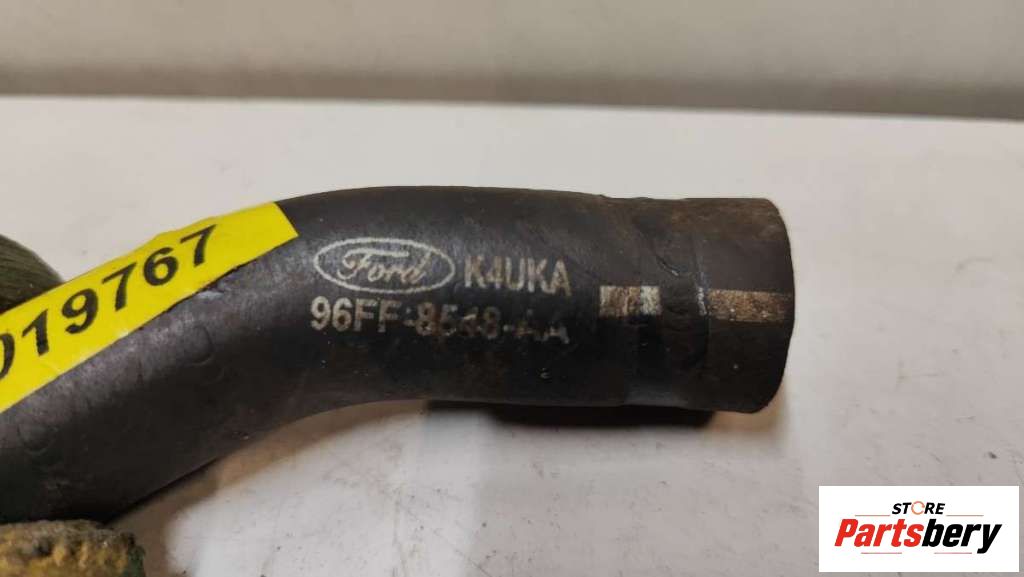 019767
Ford K4UKA
96FF-8548-AA
STORE
Partsbery